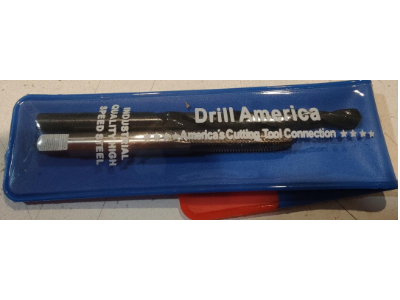 Drill America
America's Cutting Tool Connection ★★★★
INDUSTRIAL
QUALITY HIGH
SPEED STEEL